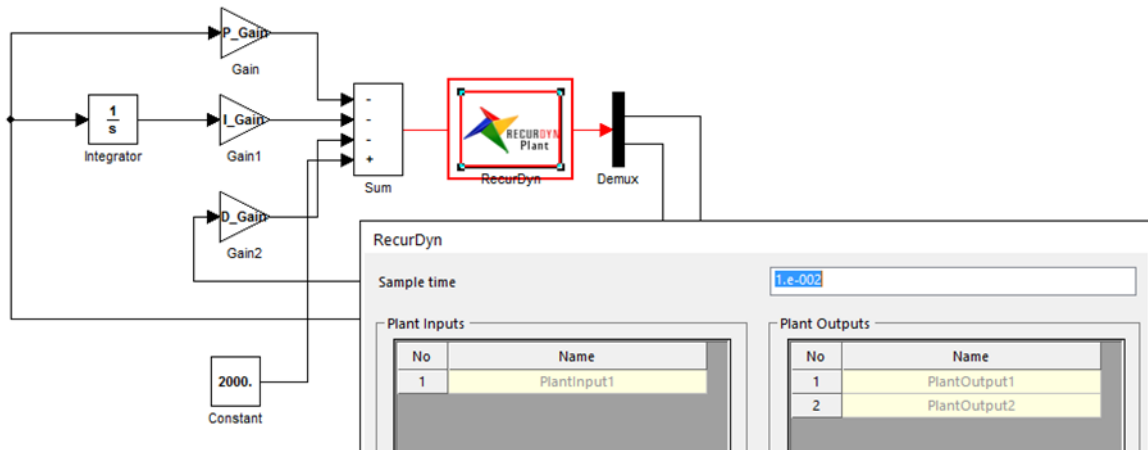 P_Gain
Gain
1
s
Integrator
I_Gain
Gain1
-
-
-
+
Sum
RECURDYN
Plant
RecurDyn
Demux
D_Gain
Gain2
2000.
Constant
RecurDyn
Sample time
1.e-002
Plant Inputs
No Name
1 PlantInput1
Plant Outputs
No Name
1 PlantOutput1
2 PlantOutput2